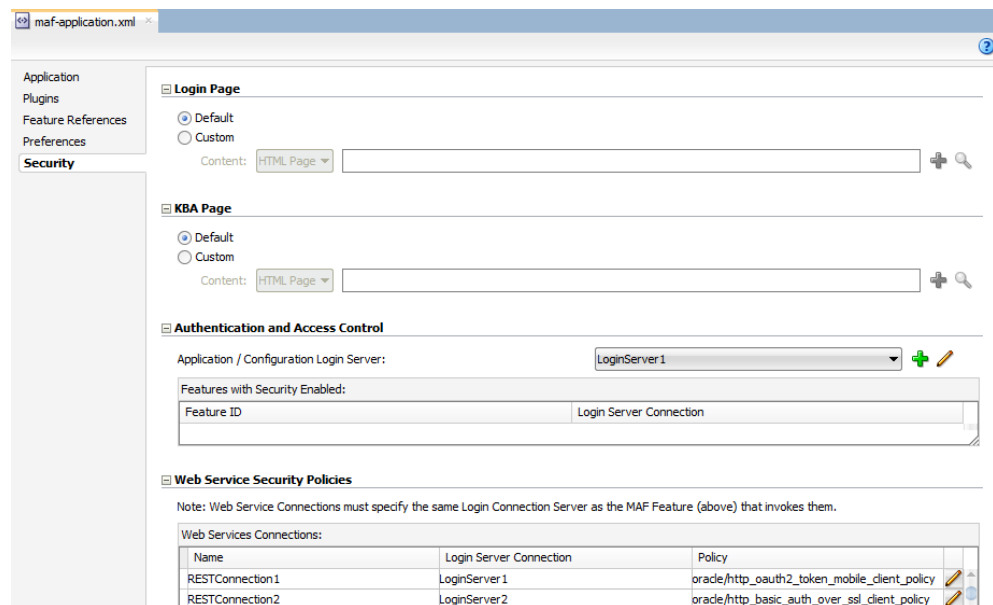 maf-application.xml
Application
Plugins
Feature References
Preferences
Security
Login Page
Default
Custom
Content: HTML Page
KBA Page
Default
Custom
Content: HTML Page
Authentication and Access Control
Application / Configuration Login Server: LoginServer1
Features with Security Enabled:
Feature ID Login Server Connection
Web Service Security Policies
Note: Web Service Connections must specify the same Login Connection Server as the MAF Feature (above) that invokes them.
Web Services Connections:
Name Login Server Connection Policy
RESTConnection1 LoginServer1 oracle/http_oauth2_token_mobile_client_policy
RESTConnection2 LoginServer2 oracle/http_basic_auth_over_ssl_client_policy